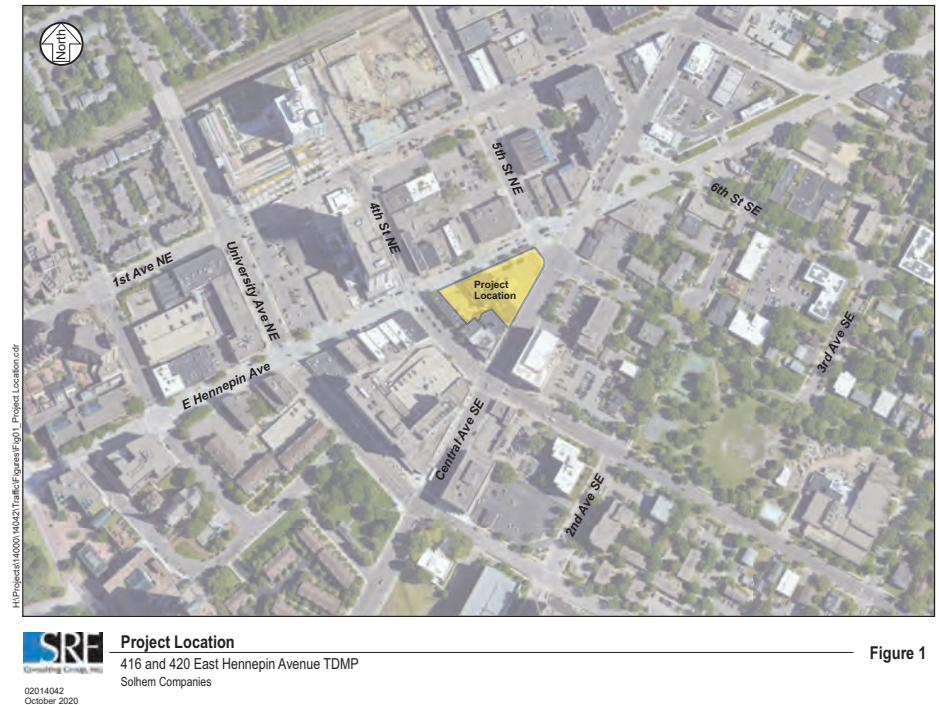 North
5th St NE
6th St SE
4th St NE
1st Ave NE
University Ave NE
Project
Location
3rd Ave SE
E Hennepin Ave
Central Ave SE
2nd Ave SE
H:\Projects\14000\14042\Traffic\Figures\Fig01_Project Location.cdr
SRF
Consulting Group, Inc.
Project Location
416 and 420 East Hennepin Avenue TDMP
Solhem Companies
Figure 1
02014042
October 2020